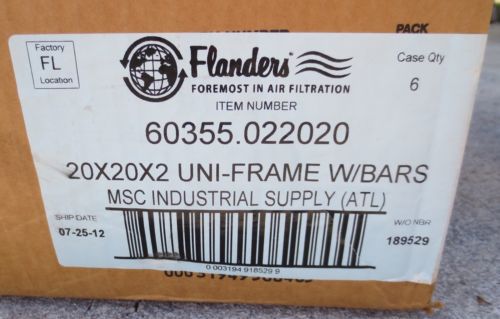 PACK
Factory
FL
Location
Flanders
FOREMOST IN AIR FILTRATION
Case Qty
6
ITEM NUMBER
60355.022020
20X20X2 UNI-FRAME W/BARS
MSC INDUSTRIAL SUPPLY (ATL)
SHIP DATE
07-25-12
W/O NBR
189529
0.003194.918529 9